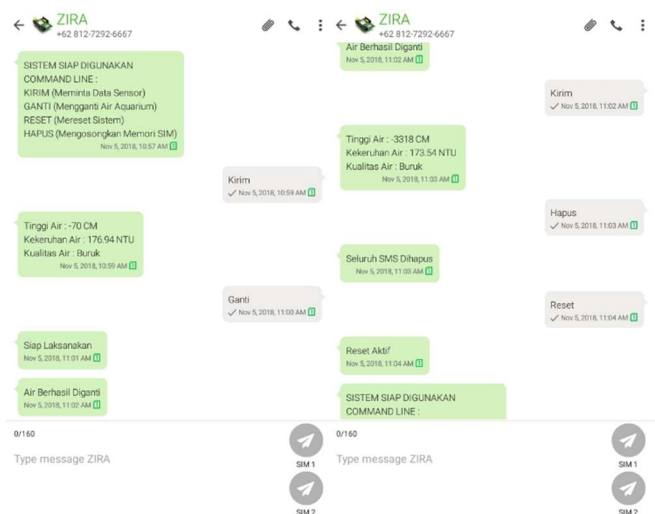 ZIRA
+62 812-7292-6667
SISTEM SIAP DIGUNAKAN
COMMAND LINE :
KIRIM (Meminta Data Sensor)
GANTI (Mengganti Air Aquarium)
RESET (Mereset Sistem)
HAPUS (Mengosongkan Memori SIM)
Nov 5, 2018, 10:57 AM
Kirim
Nov 5, 2018, 10:59 AM
Tinggi Air : -70 CM
Kekeruhan Air : 176.94 NTU
Kualitas Air : Buruk
Nov 5, 2018, 10:59 AM
Ganti
Nov 5, 2018, 11:00 AM
Siap Laksanakan
Nov 5, 2018, 11:01 AM
Air Berhasil Diganti
Nov 5, 2018, 11:02 AM
0/160
Type message ZIRA
SIM 1
SIM 2
ZIRA
+62 812-7292-6667
Air Berhasil Diganti
Nov 5, 2018, 11:02 AM
Kirim
Nov 5, 2018, 11:02 AM
Tinggi Air : -3318 CM
Kekeruhan Air : 173.54 NTU
Kualitas Air : Buruk
Nov 5, 2018, 11:03 AM
Hapus
Nov 5, 2018, 11:03 AM
Seluruh SMS Dihapus
Nov 5, 2018, 11:03 AM
Reset
Nov 5, 2018, 11:04 AM
Reset Aktif
Nov 5, 2018, 11:04 AM
SISTEM SIAP DIGUNAKAN
COMMAND LINE :
0/160
Type message ZIRA
SIM 1
SIM 2